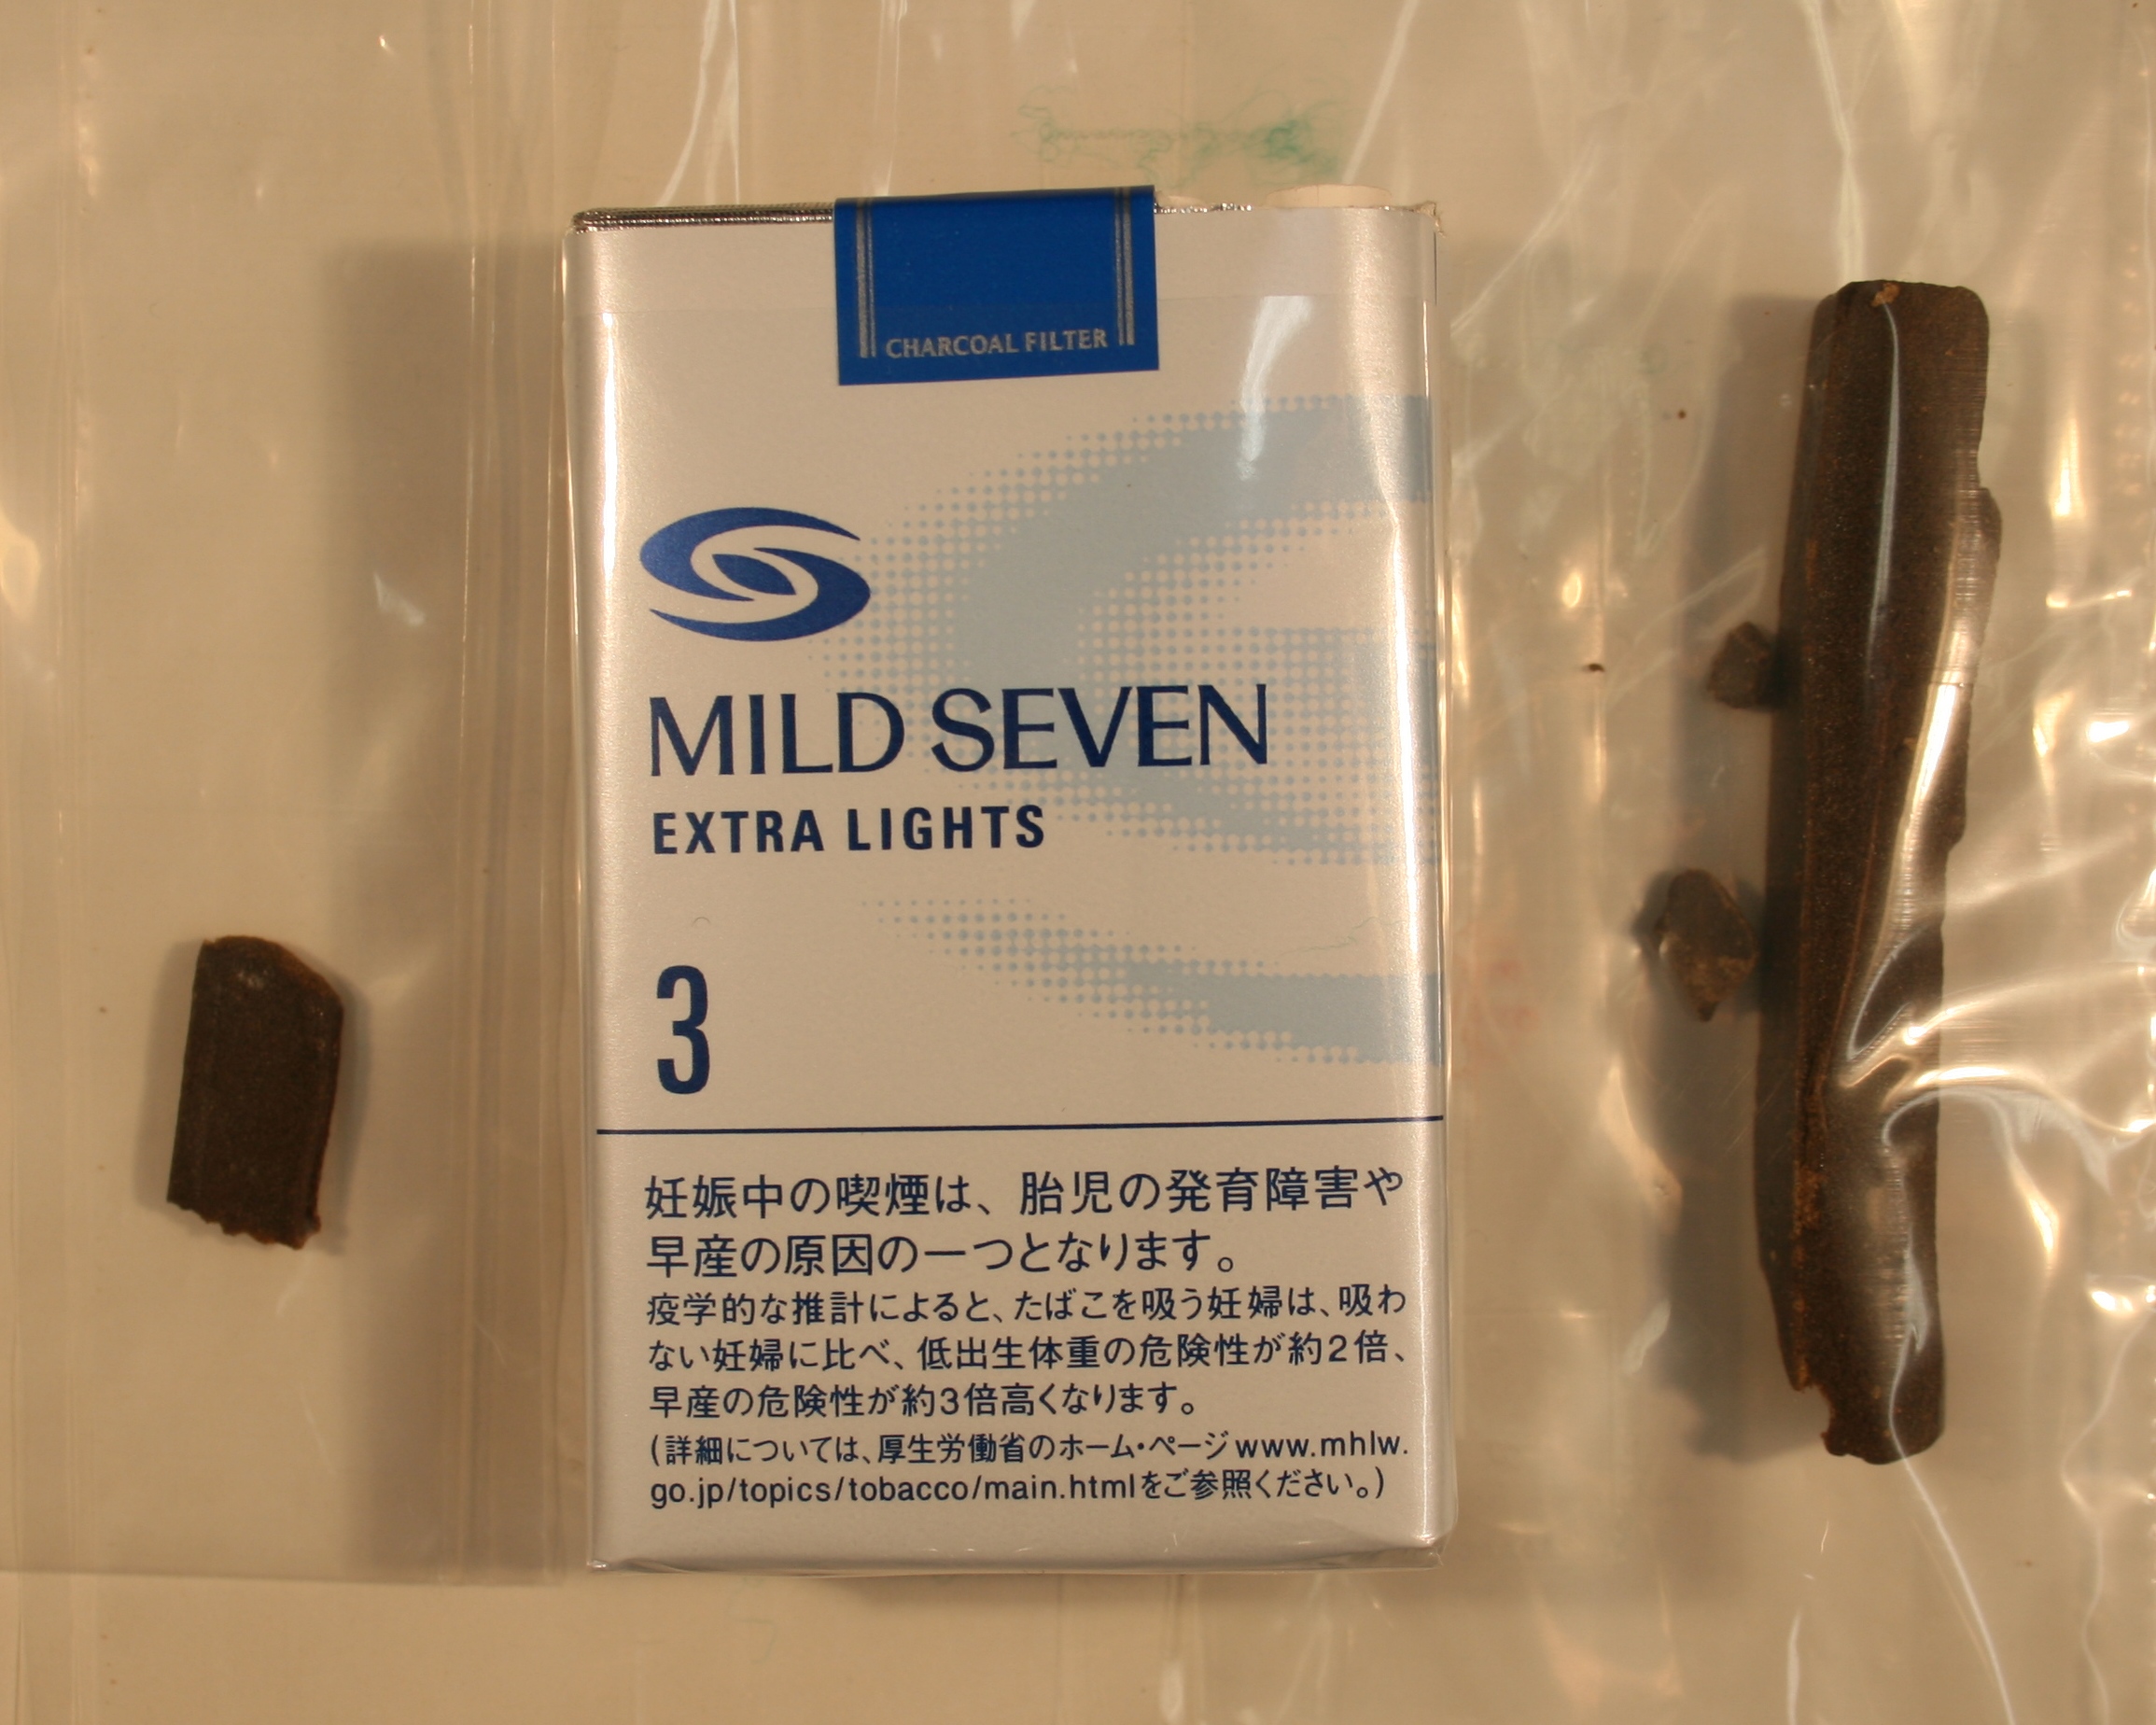 CHARCOAL FILTER
MILD SEVEN
EXTRA LIGHTS
3
妊娠中の喫煙は、胎児の発育障害や
早産の原因の一つとなります。
疫学的な推計によると、たばこを吸う妊婦は、吸わ
ない妊婦に比べ、低出生体重の危険性が約2倍、
早産の危険性が約3倍高くなります。
(詳細については、厚生労働省のホーム・ページwww.mhlw.
go.jp/topics/tobacco/main.htmlをご参照ください。)